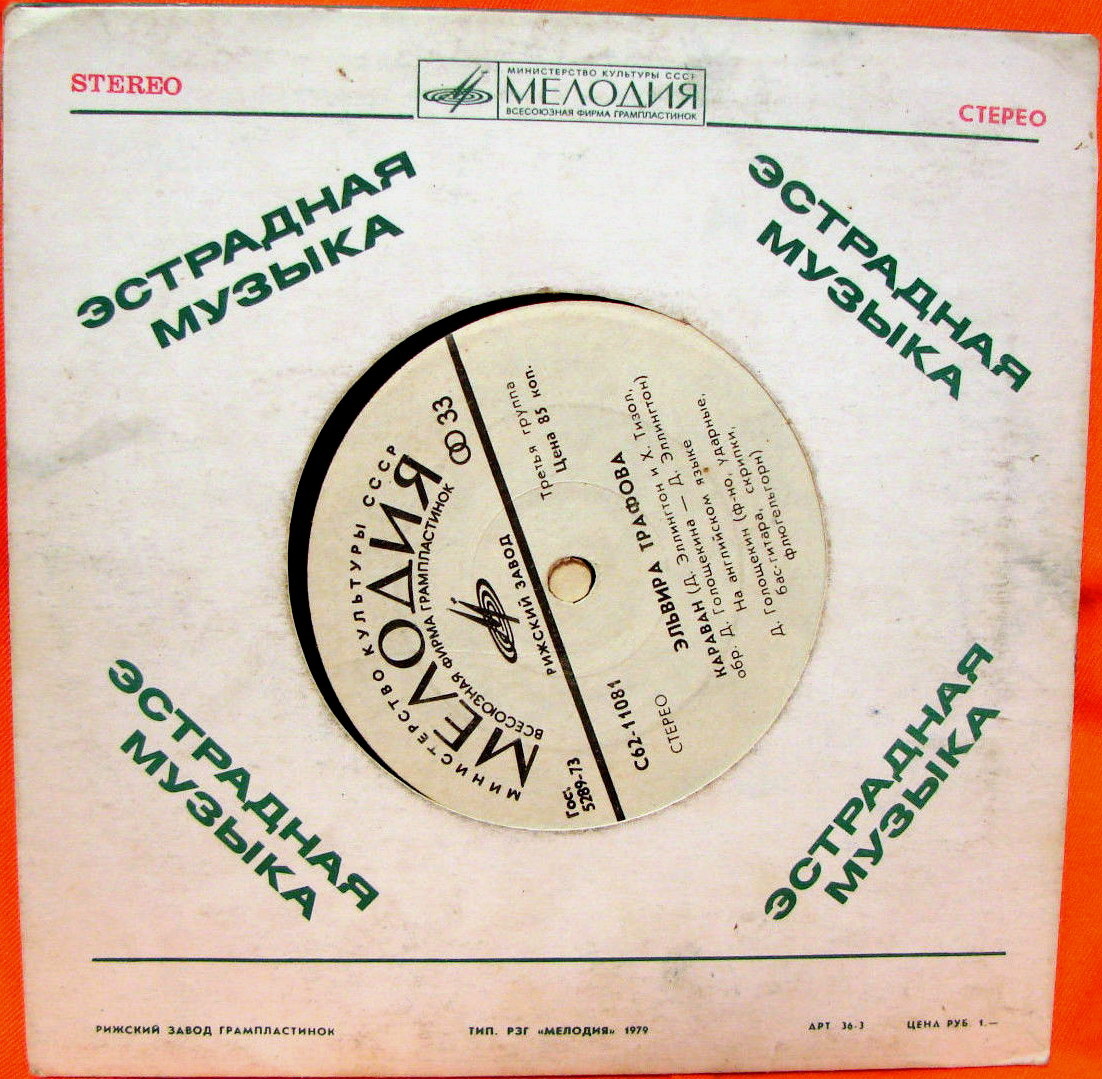 STEREO
МИНИСТЕРСТВО КУЛЬТУРЫ СССР
МЕЛОДИЯ
ВСЕСОЮЗНАЯ ФИРМА ГРАМПЛАСТИНОК
СТЕРЕО
ЭСТРАДНАЯ
МУЗЫКА
ЭСТРАДНАЯ
МУЗЫКА
МИНИСТЕРСТВО КУЛЬТУРЫ СССР
МЕЛОДИЯ
ВСЕСОЮЗНАЯ ФИРМА ГРАМПЛАСТИНОК
33
РИЖСКИЙ ЗАВОД
ГОСТ
5289-73
Третья группа
Цена 85 коп.
С62-11081
СТЕРЕО
ЭЛЬВИРА ТРАФОВА
КАРАВАН (Д. Эллингтон и Х. Тизол,
обр. Д. Голощекина — Д. Эллингтон)
На английском языке
Д. Голощекин (ф-но, ударные,
бас-гитара, скрипки,
флюгельгорн)
ЭСТРАДНАЯ
МУЗЫКА
ЭСТРАДНАЯ
МУЗЫКА
РИЖСКИЙ ЗАВОД ГРАМПЛАСТИНОК
ТИП. РЗГ «МЕЛОДИЯ» 1979
АРТ 36-3
ЦЕНА РУБ. 1.—